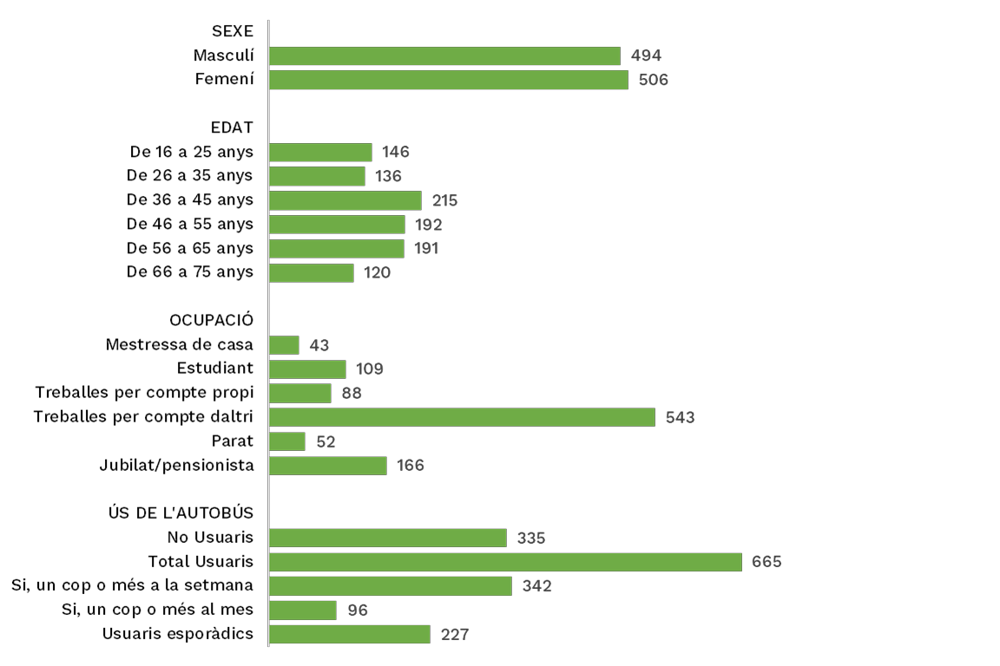 SEXE
Masculí 494
Femení 506
EDAT
De 16 a 25 anys 146
De 26 a 35 anys 136
De 36 a 45 anys 215
De 46 a 55 anys 192
De 56 a 65 anys 191
De 66 a 75 anys 120
OCUPACIÓ
Mestressa de casa 43
Estudiant 109
Treballes per compte propi 88
Treballes per compte daltri 543
Parat 52
Jubilat/pensionista 166
ÚS DE L'AUTOBÚS
No Usuaris 335
Total Usuaris 665
Si, un cop o més a la setmana 342
Si, un cop o més al mes 96
Usuaris esporàdics 227